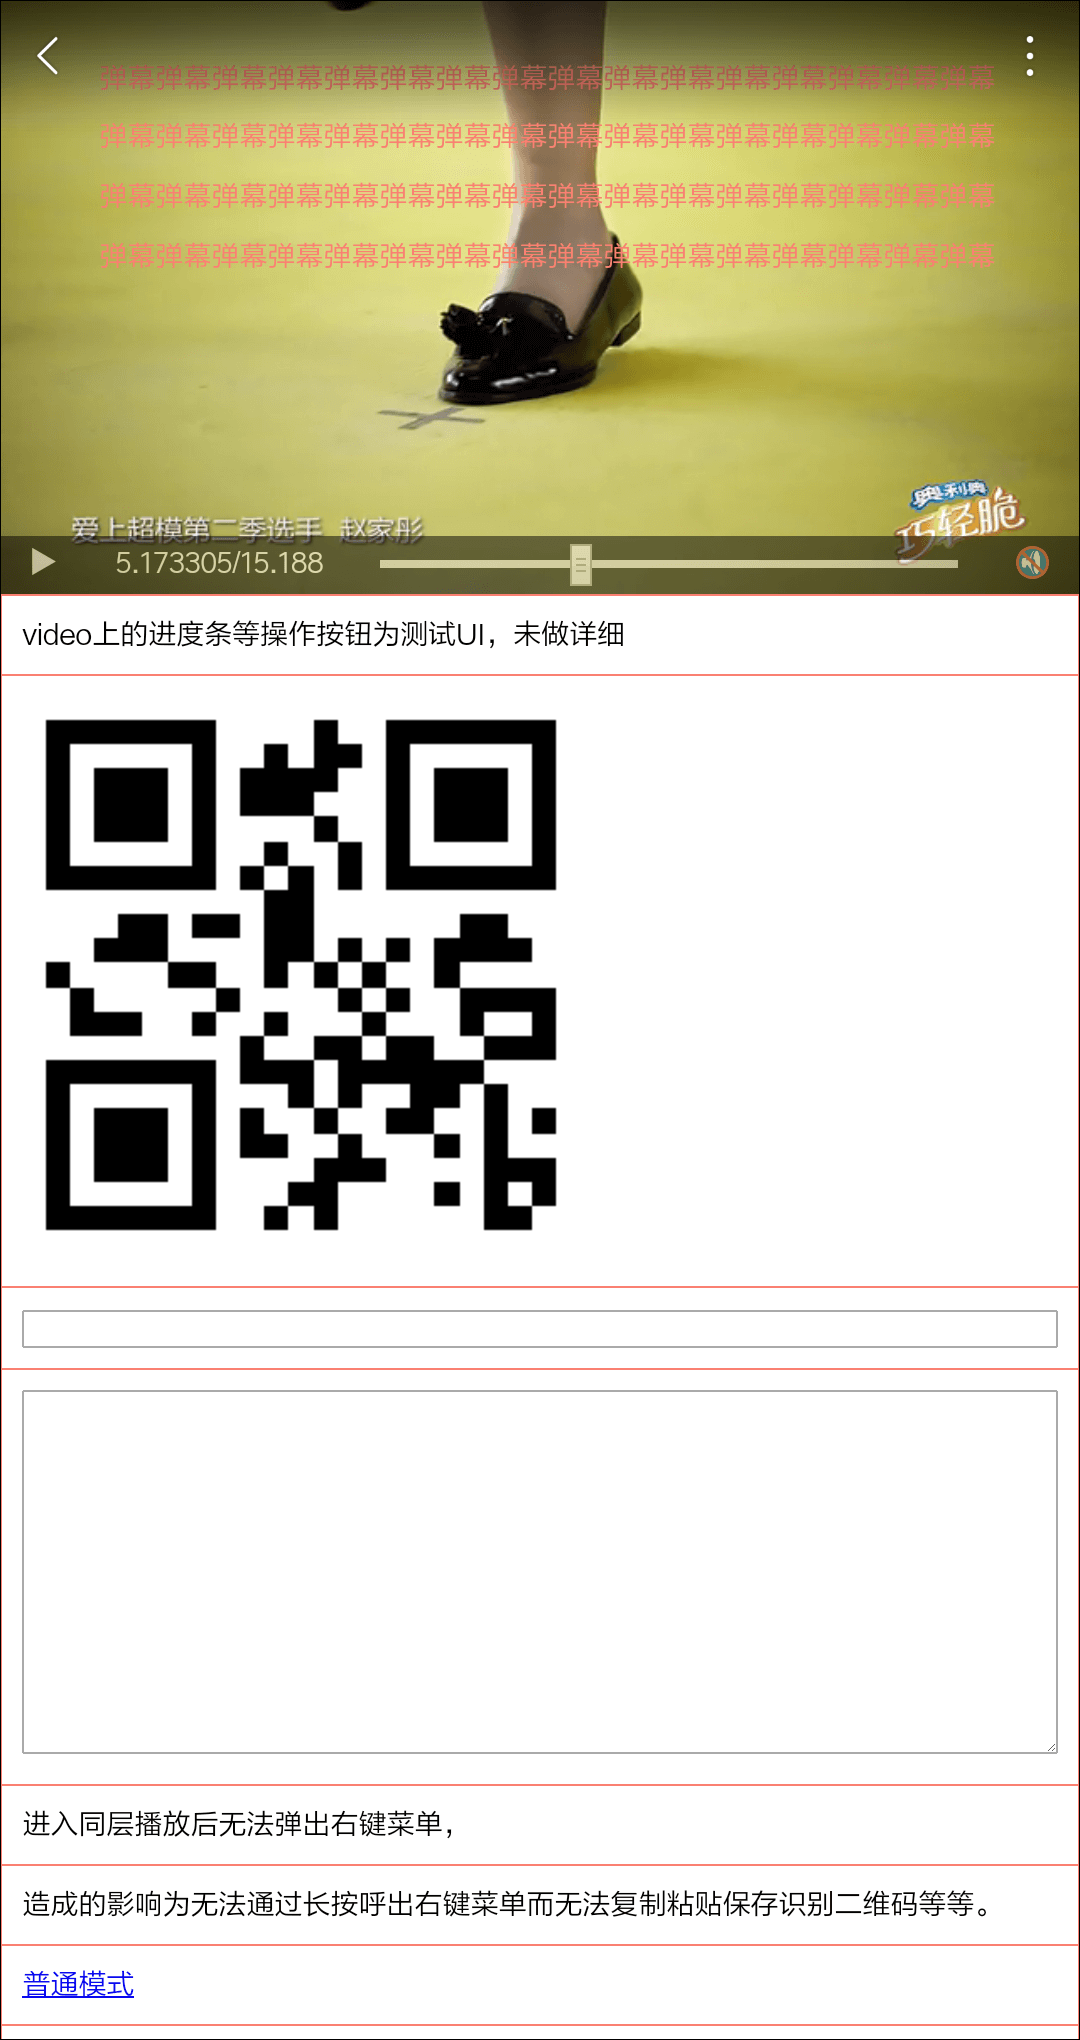 弹幕弹幕弹幕弹幕弹幕弹幕弹幕弹幕弹幕弹幕弹幕弹幕弹幕弹幕弹幕弹幕
弹幕弹幕弹幕弹幕弹幕弹幕弹幕弹幕弹幕弹幕弹幕弹幕弹幕弹幕弹幕弹幕
弹幕弹幕弹幕弹幕弹幕弹幕弹幕弹幕弹幕弹幕弹幕弹幕弹幕弹幕弹幕弹幕
弹幕弹幕弹幕弹幕弹幕弹幕弹幕弹幕弹幕弹幕弹幕弹幕弹幕弹幕弹幕弹幕
奥利奥
巧轻脆
爱上超模第二季选手 赵家彤
5.173305/15.188
video上的进度条等操作按钮为测试UI，未做详细
进入同层播放后无法弹出右键菜单，
造成的影响为无法通过长按呼出右键菜单而无法复制粘贴保存识别二维码等等。
普通模式